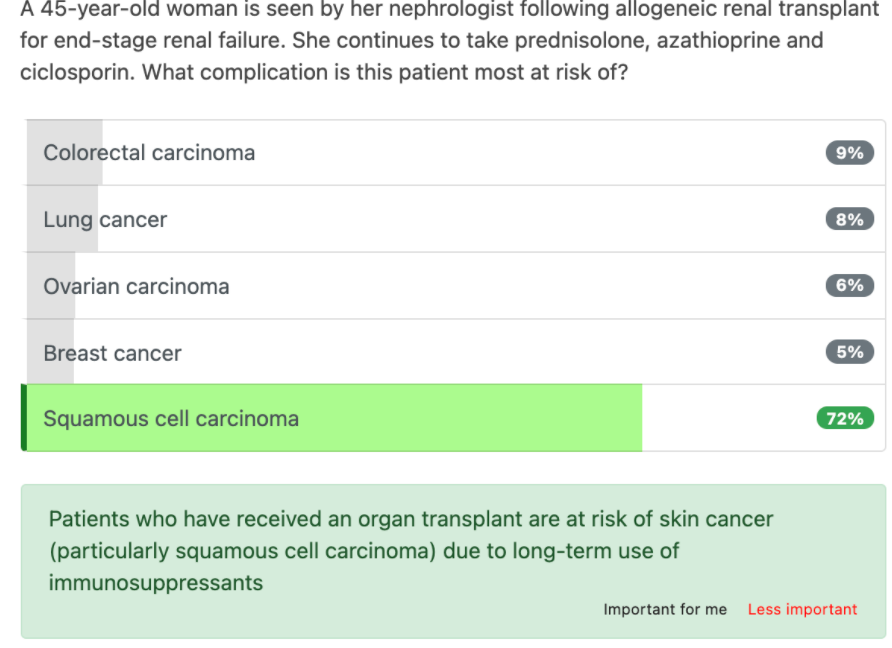 A 45-year-old woman is seen by her nephrologist following allogeneic renal transplant
for end-stage renal failure. She continues to take prednisolone, azathioprine and
ciclosporin. What complication is this patient most at risk of?
Colorectal carcinoma 9%
Lung cancer 8%
Ovarian carcinoma 6%
Breast cancer 5%
Squamous cell carcinoma 72%
Patients who have received an organ transplant are at risk of skin cancer
(particularly squamous cell carcinoma) due to long-term use of
immunosuppressants
Important for me Less important